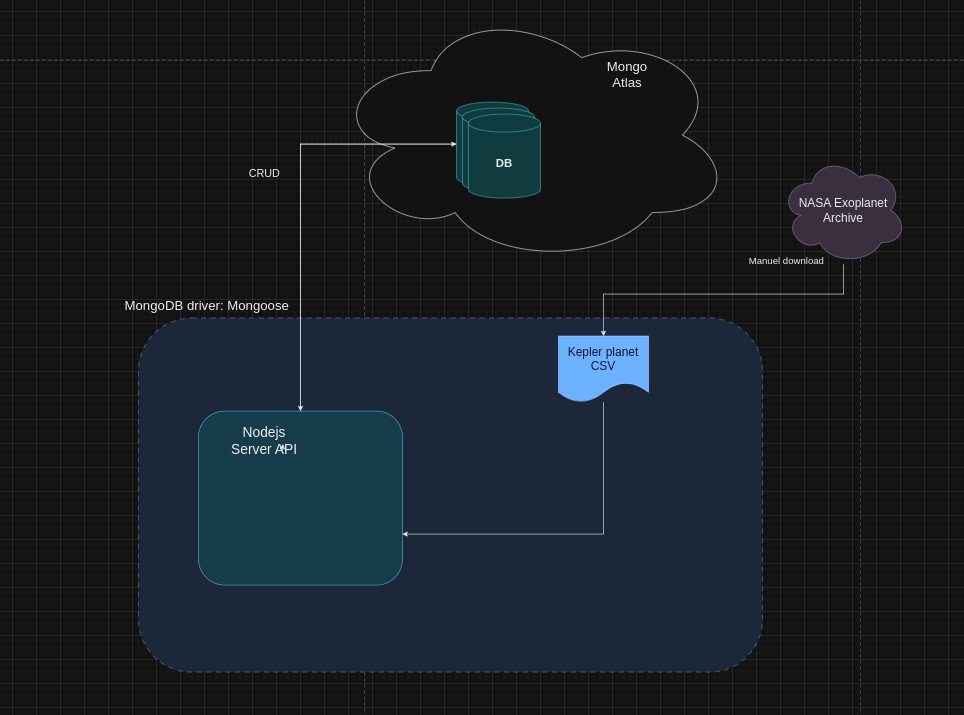 Mongo
Atlas
DB
CRUD
NASA Exoplanet
Archive
Manuel download
MongoDB driver: Mongoose
Kepler planet
CSV
Nodejs
Server API